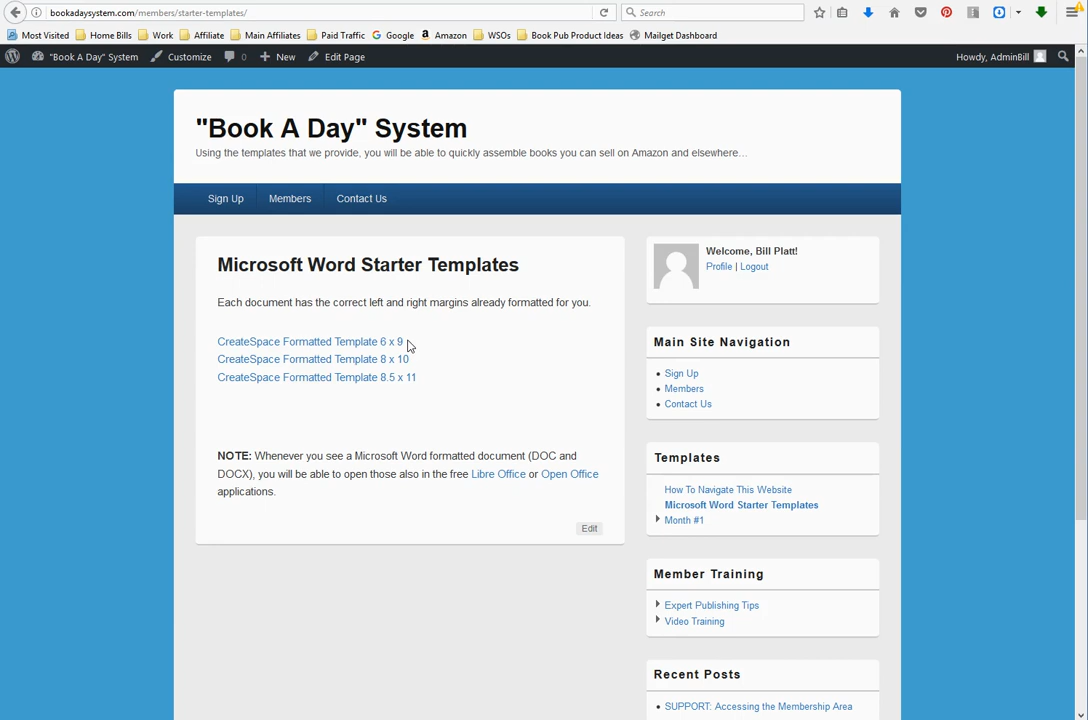 bookadaysystem.com/members/starter-templates/
Search
Most Visited Home Bills Work Affiliate Main Affiliates Paid Traffic Google Amazon WSOs Book Pub Product Ideas Mailget Dashboard
"Book A Day" System Customize 0 New Edit Page Howdy, AdminBill
"Book A Day" System
Using the templates that we provide, you will be able to quickly assemble books you can sell on Amazon and elsewhere…
Sign Up Members Contact Us
Microsoft Word Starter Templates
Each document has the correct left and right margins already formatted for you.
CreateSpace Formatted Template 6 x 9
CreateSpace Formatted Template 8 x 10
CreateSpace Formatted Template 8.5 x 11
NOTE: Whenever you see a Microsoft Word formatted document (DOC and
DOCX), you will be able to open those also in the free Libre Office or Open Office
applications.
Edit
Welcome, Bill Platt!
Profile | Logout
Main Site Navigation
Sign Up
Members
Contact Us
Templates
How To Navigate This Website
Microsoft Word Starter Templates
Month #1
Member Training
Expert Publishing Tips
Video Training
Recent Posts
SUPPORT: Accessing the Membership Area